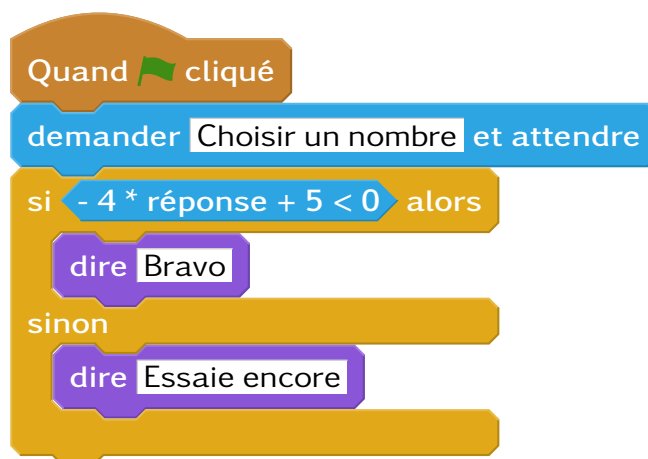 Quand cliqué
demander Choisir un nombre et attendre
si - 4 * réponse + 5 < 0 alors
dire Bravo
sinon
dire Essaie encore